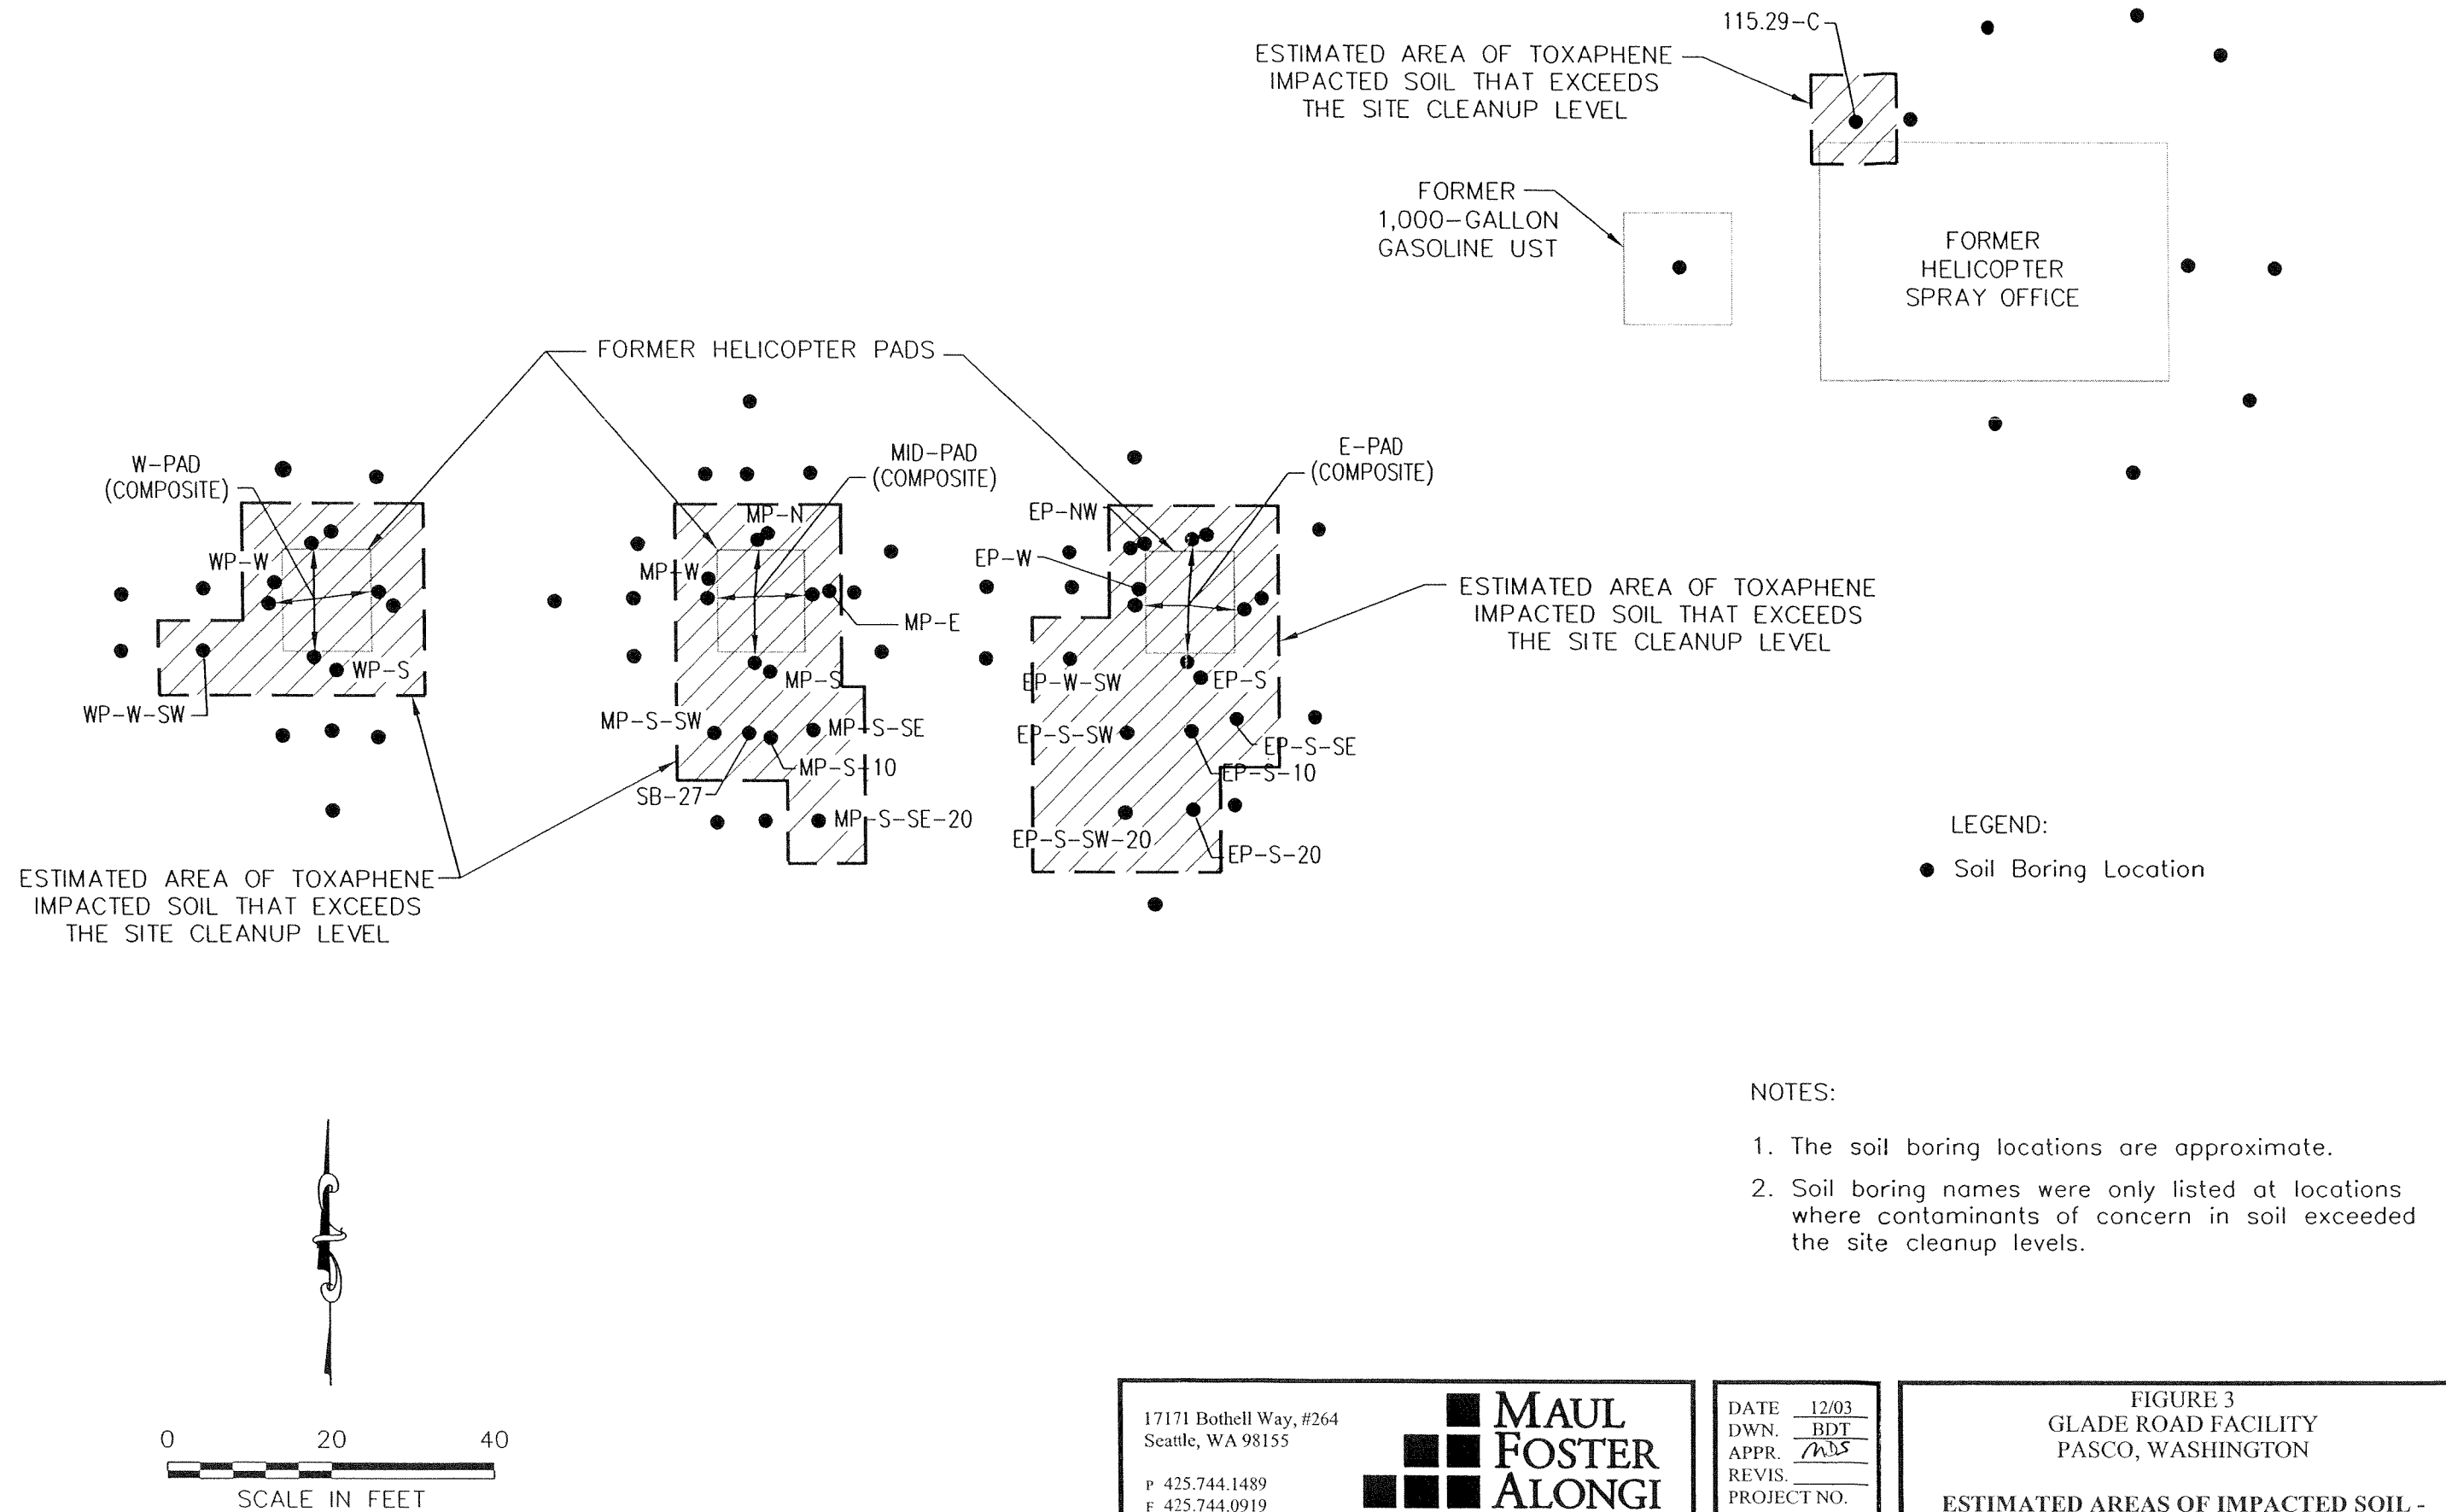 115.29-C
ESTIMATED AREA OF TOXAPHENE
IMPACTED SOIL THAT EXCEEDS
THE SITE CLEANUP LEVEL
FORMER
1,000-GALLON
GASOLINE UST
FORMER
HELICOPTER
SPRAY OFFICE
FORMER HELICOPTER PADS
W-PAD
(COMPOSITE)
MID-PAD
(COMPOSITE)
E-PAD
(COMPOSITE)
WP-W
WP-S
WP-W-SW
MP-N
MP-W
MP-E
MP-S
MP-S-SW
MP-S-SE
MP-S-10
SB-27
MP-S-SE-20
EP-NW
EP-W
EP-W-SW
EP-S
EP-S-SW
EP-S-SE
EP-S-10
EP-S-SW-20
EP-S-20
ESTIMATED AREA OF TOXAPHENE
IMPACTED SOIL THAT EXCEEDS
THE SITE CLEANUP LEVEL
ESTIMATED AREA OF TOXAPHENE
IMPACTED SOIL THAT EXCEEDS
THE SITE CLEANUP LEVEL
LEGEND:
Soil Boring Location
NOTES:
1. The soil boring locations are approximate.
2. Soil boring names were only listed at locations
where contaminants of concern in soil exceeded
the site cleanup levels.
0 20 40
SCALE IN FEET
17171 Bothell Way, #264
Seattle, WA 98155
P 425.744.1489
F 425.744.0919
MAUL
FOSTER
ALONGI
DATE 12/03
DWN. BDT
APPR. MDS
REVIS.
PROJECT NO.
FIGURE 3
GLADE ROAD FACILITY
PASCO, WASHINGTON
ESTIMATED AREAS OF IMPACTED SOIL -